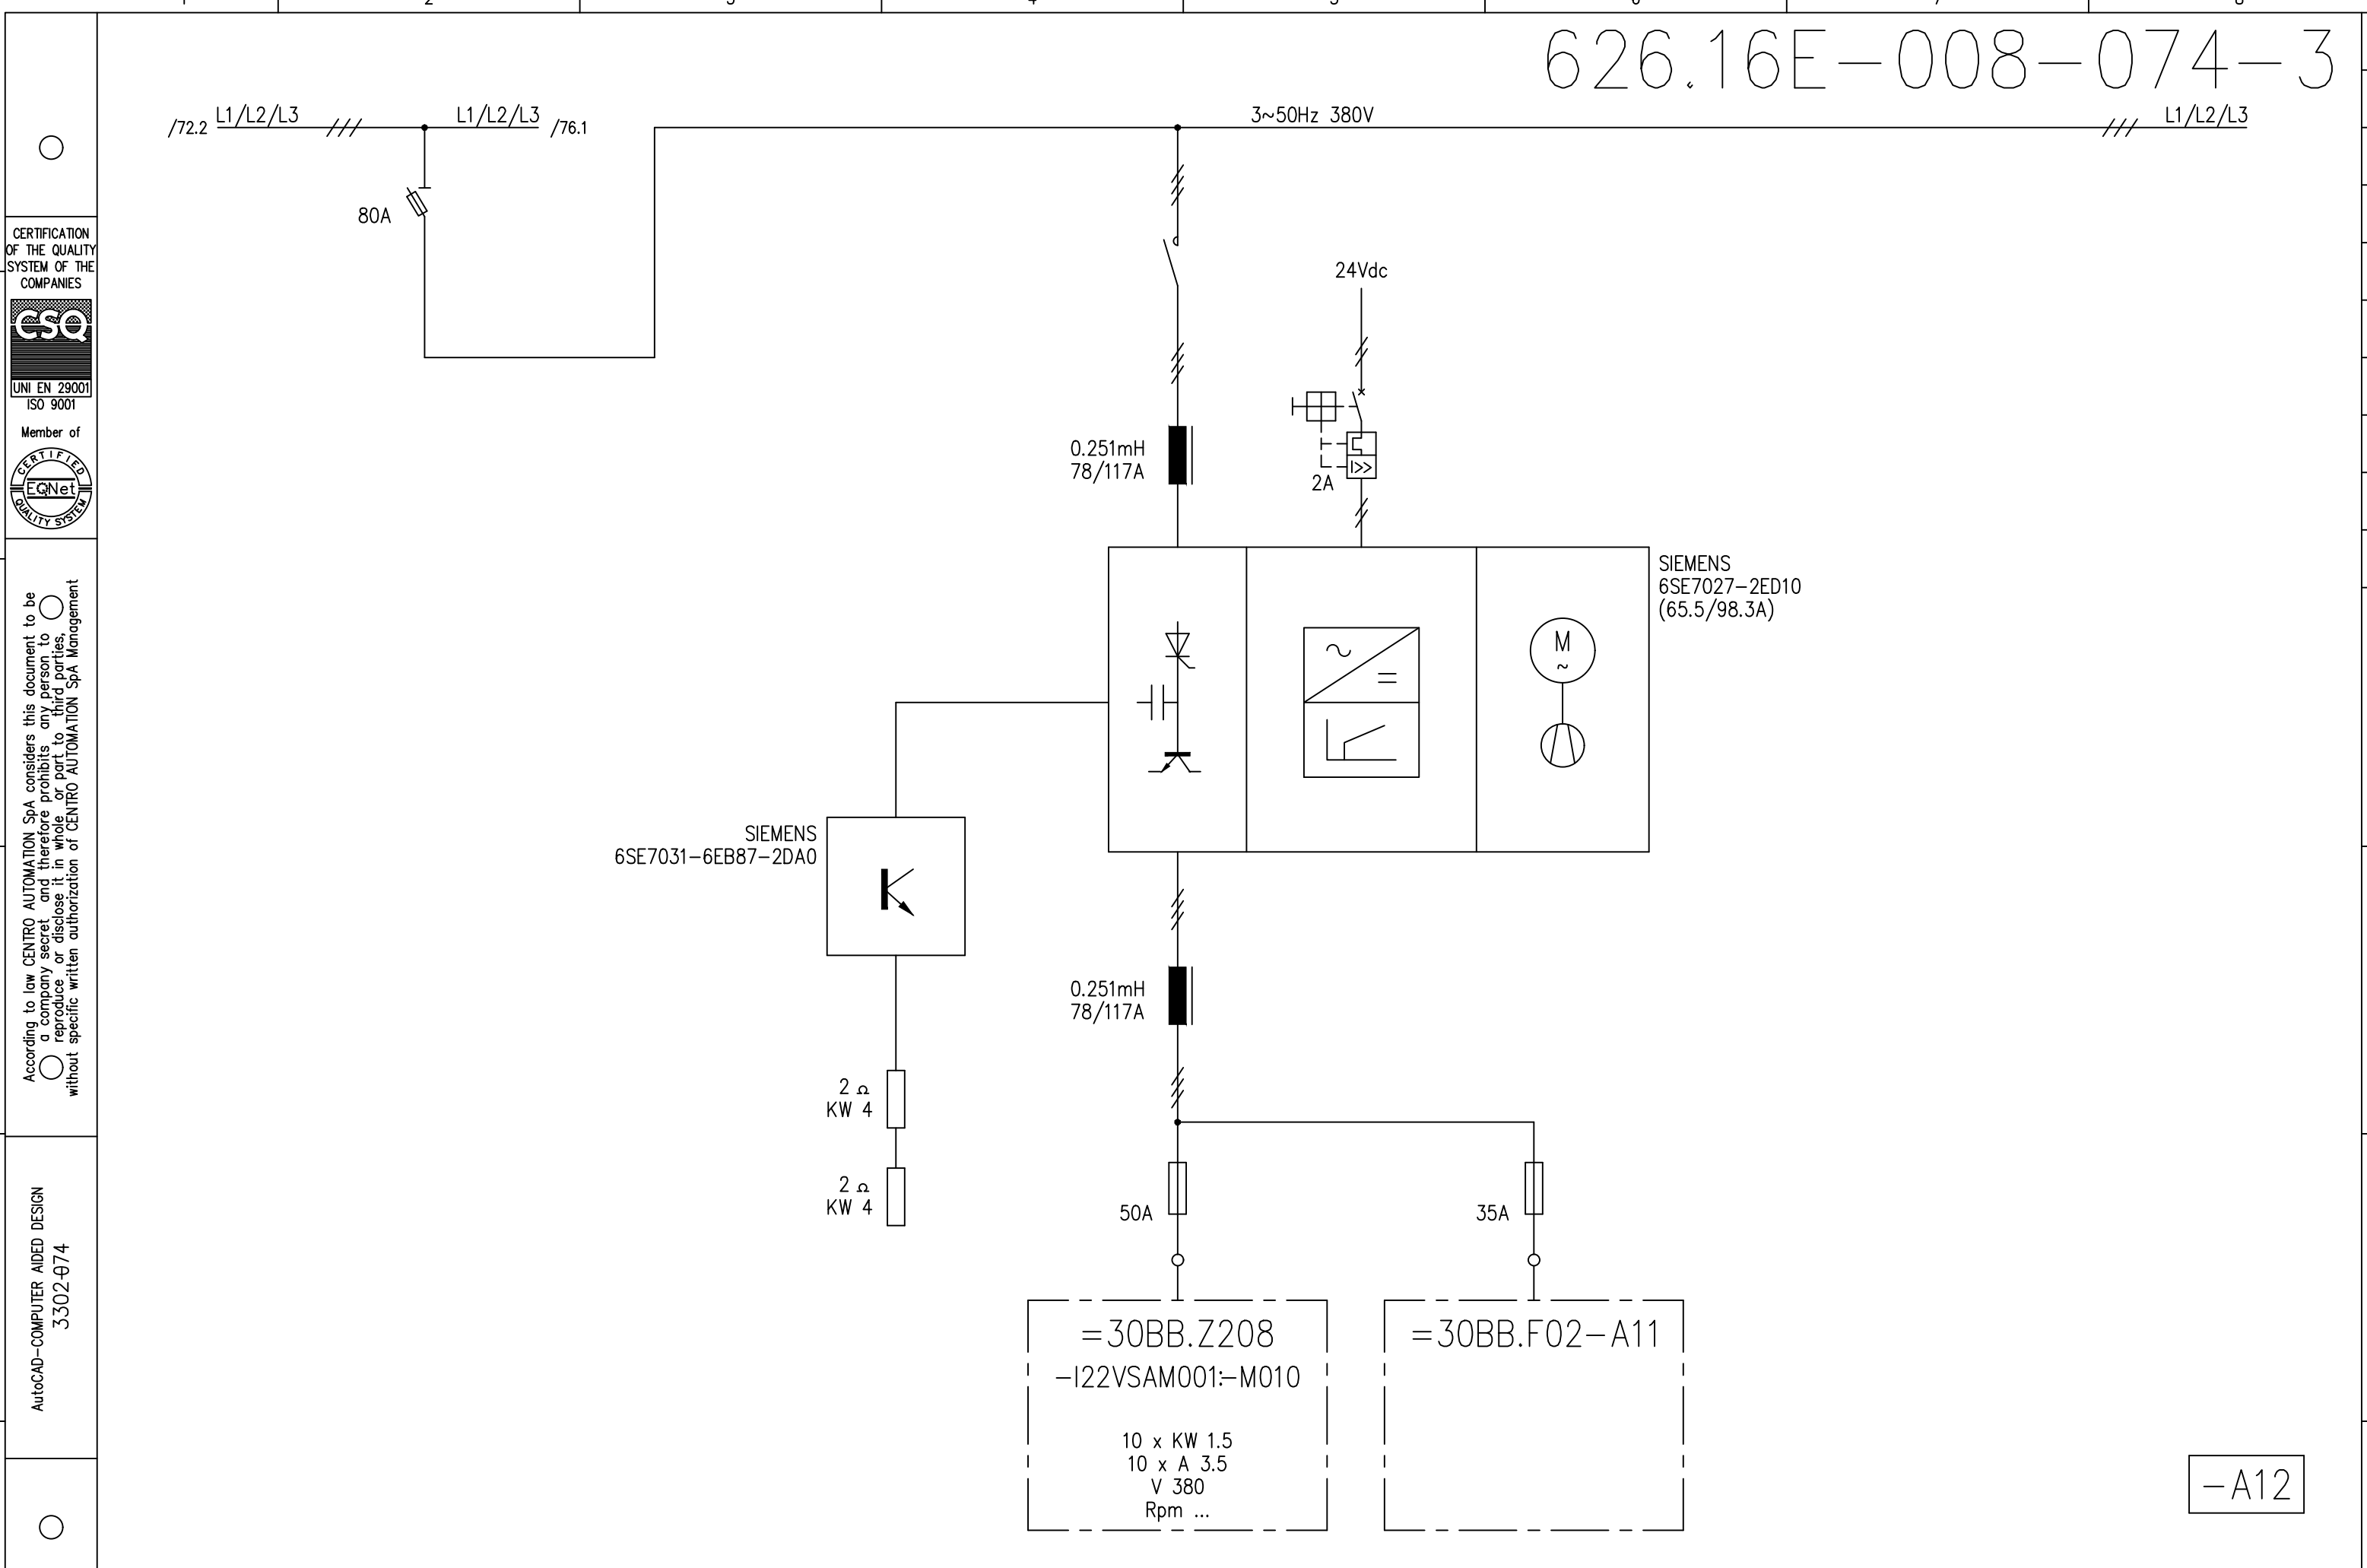 626.16E-008-074-3
/72.2 L1/L2/L3
L1/L2/L3 /76.1
3~50Hz 380V
L1/L2/L3
80A
24Vdc
0.251mH
78/117A
I>>
2A
SIEMENS
6SE7027-2ED10
(65.5/98.3A)
M
~
SIEMENS
6SE7031-6EB87-2DA0
0.251mH
78/117A
2 Ω
KW 4
2 Ω
KW 4
50A
35A
=30BB.Z208
-I22VSAM001:-M010
10 x KW 1.5
10 x A 3.5
V 380
Rpm ...
=30BB.F02-A11
-A12
CERTIFICATION
OF THE QUALITY
SYSTEM OF THE
COMPANIES
CSQ
UNI EN 29001
ISO 9001
Member of
CERTIFIED
EQNet
QUALITY SYSTEM
According to law CENTRO AUTOMATION SpA considers this document to be
a company secret and therefore prohibits any person to
reproduce or disclose it in whole or part to third parties,
without specific written authorization of CENTRO AUTOMATION SpA Management
AutoCAD-COMPUTER AIDED DESIGN
3302-074